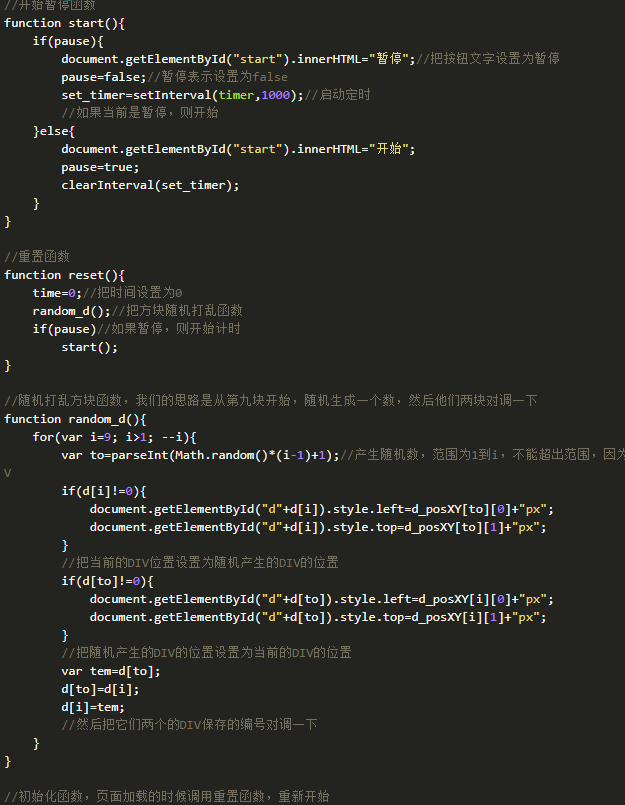 //开始暂停函数
function start(){
    if(pause){
        document.getElementById("start").innerHTML="暂停";//把按钮文字设置为暂停
        pause=false;//暂停表示设置为false
        set_timer=setInterval(timer,1000);//启动定时
        //如果当前是暂停，则开始
    }else{
        document.getElementById("start").innerHTML="开始";
        pause=true;
        clearInterval(set_timer);
    }
}
//重置函数
function reset(){
    time=0;//把时间设置为0
    random_d();//把方块随机打乱函数
    if(pause)//如果暂停，则开始计时
        start();
}
//随机打乱方块函数，我们的思路是从第九块开始，随机生成一个数，然后他们两块对调一下
function random_d(){
    for(var i=9; i>1; --i){
        var to=parseInt(Math.random()*(i-1)+1);//产生随机数，范围为1到i，不能超出范围，因为
V
        if(d[i]!=0){
            document.getElementById("d"+d[i]).style.left=d_posXY[to][0]+"px";
            document.getElementById("d"+d[i]).style.top=d_posXY[to][1]+"px";
        }
        //把当前的DIV位置设置为随机产生的DIV的位置
        if(d[to]!=0){
            document.getElementById("d"+d[to]).style.left=d_posXY[i][0]+"px";
            document.getElementById("d"+d[to]).style.top=d_posXY[i][1]+"px";
        }
        //把随机产生的DIV的位置设置为当前的DIV的位置
        var tem=d[to];
        d[to]=d[i];
        d[i]=tem;
        //然后把它们两个的DIV保存的编号对调一下
    }
}
//初始化函数，页面加载的时候调用重置函数，重新开始